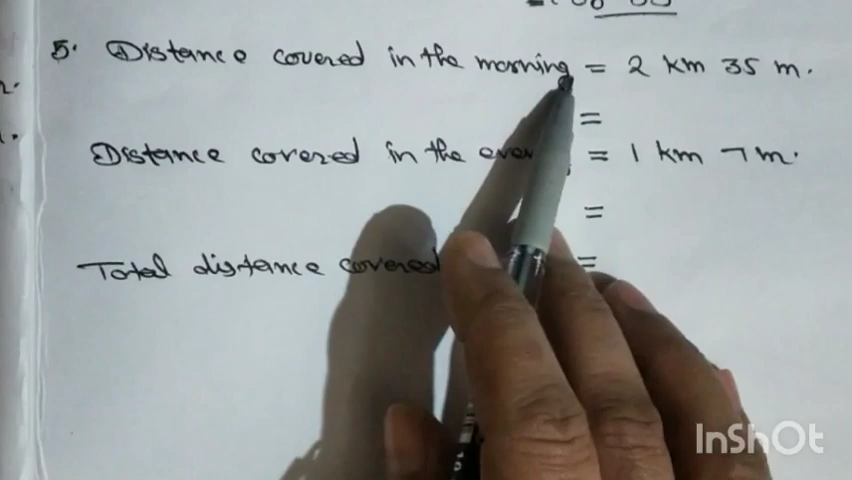 5. Distance covered in the morning = 2 km 35 m.
=
Distance covered in the = 1 km 7 m.
=
Total distance covered =
InShOt